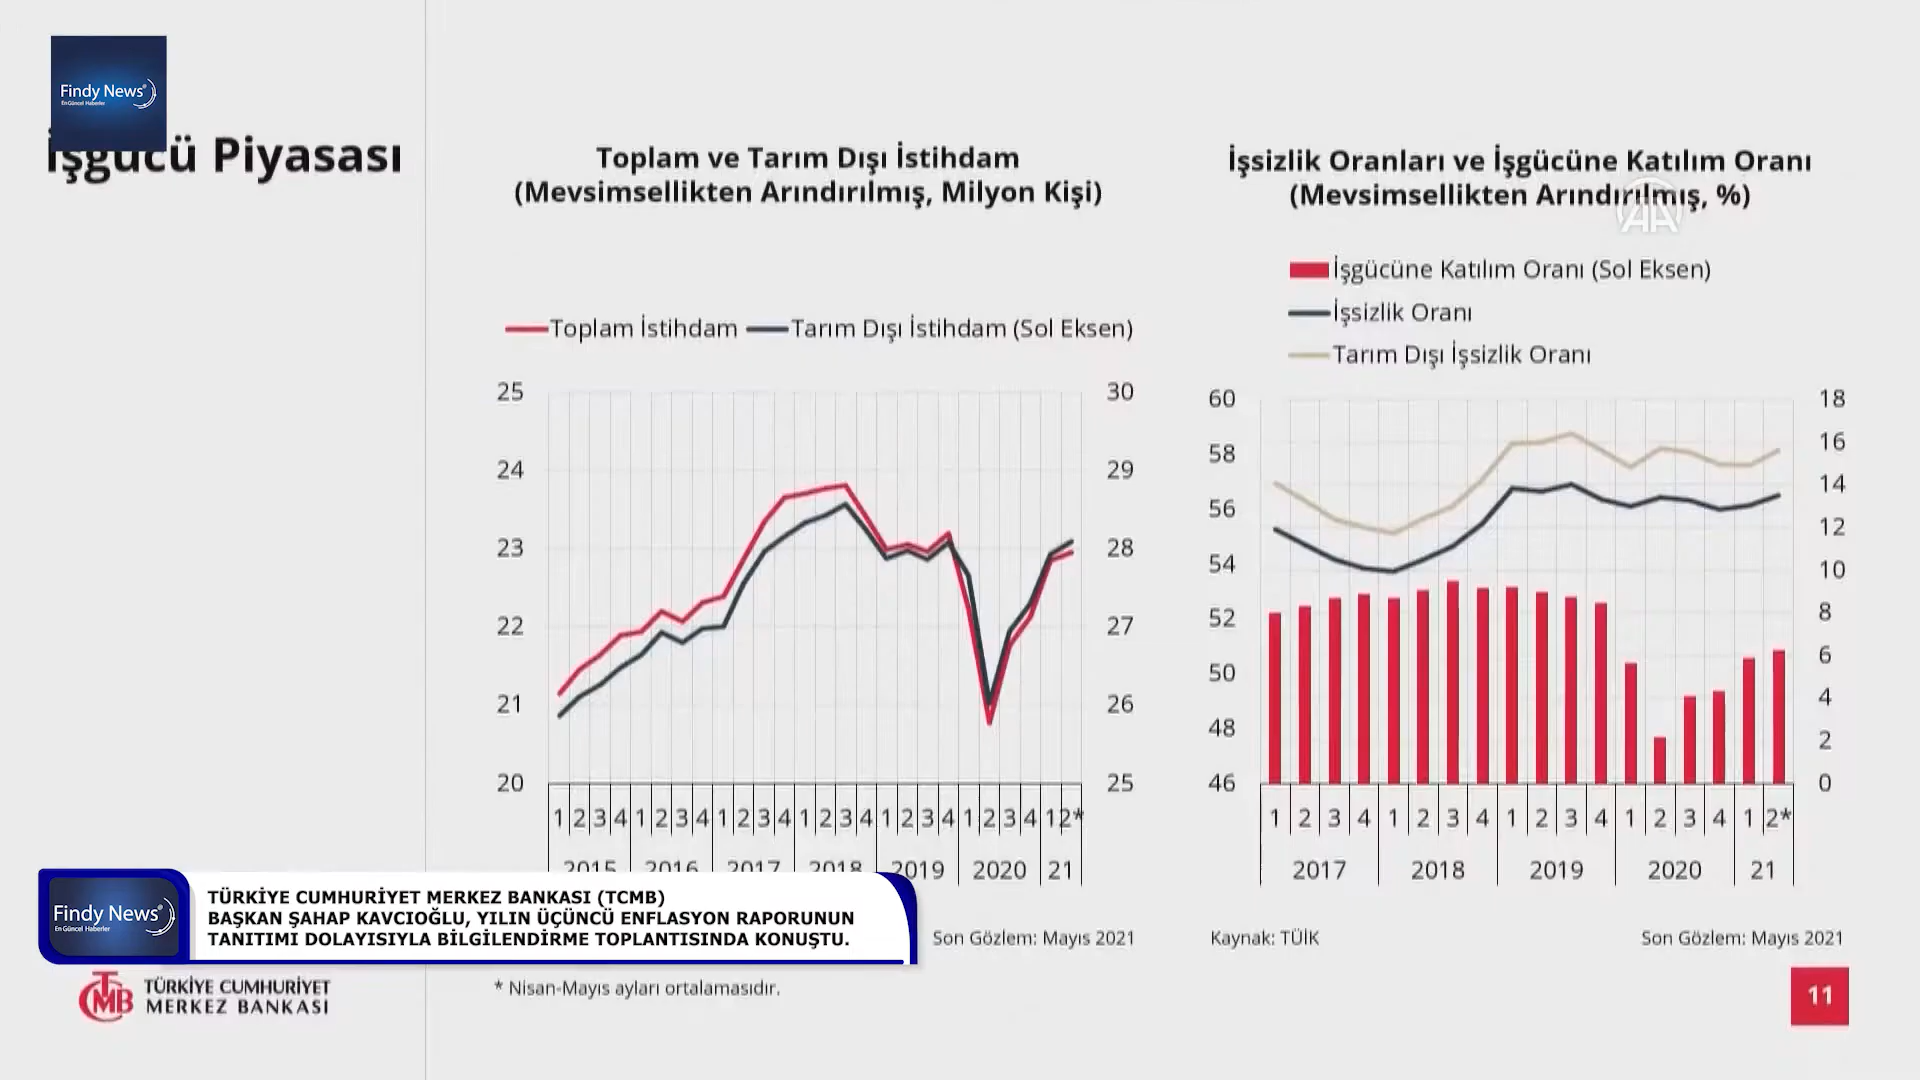 Findy News
En Güncel Haberler
İşgücü Piyasası
Toplam ve Tarım Dışı İstihdam
(Mevsimsellikten Arındırılmış, Milyon Kişi)
Toplam İstihdam
Tarım Dışı İstihdam (Sol Eksen)
25
24
23
22
21
20
30
29
28
27
26
25
1 2 3 4 1 2 3 4 1 2 3 4 1 2 3 4 1 2 3 4 1 2 3 4 1 2*
2015 2016 2017 2018 2019 2020 21
Son Gözlem: Mayıs 2021
* Nisan-Mayıs ayları ortalamasıdır.
İşsizlik Oranları ve İşgücüne Katılım Oranı
(Mevsimsellikten Arındırılmış, %)
AA
İşgücüne Katılım Oranı (Sol Eksen)
İşsizlik Oranı
Tarım Dışı İşsizlik Oranı
60
58
56
54
52
50
48
46
18
16
14
12
10
8
6
4
2
0
1 2 3 4 1 2 3 4 1 2 3 4 1 2 3 4 1 2*
2017 2018 2019 2020 21
Kaynak: TÜİK
Son Gözlem: Mayıs 2021
Findy News
En Güncel Haberler
TÜRKİYE CUMHURİYET MERKEZ BANKASI (TCMB)
BAŞKAN ŞAHAP KAVCIOĞLU, YILIN ÜÇÜNCÜ ENFLASYON RAPORUNUN
TANITIMI DOLAYISIYLA BİLGİLENDİRME TOPLANTISINDA KONUŞTU.
TCMB
TÜRKİYE CUMHURİYET
MERKEZ BANKASI
11